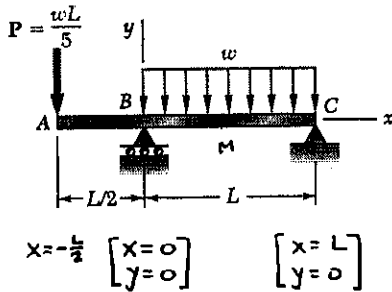 P = wL/5
y
w
A
B
C
x
M
L/2
L
x=-L/2 [x=0 y=0] [x=L y=0]